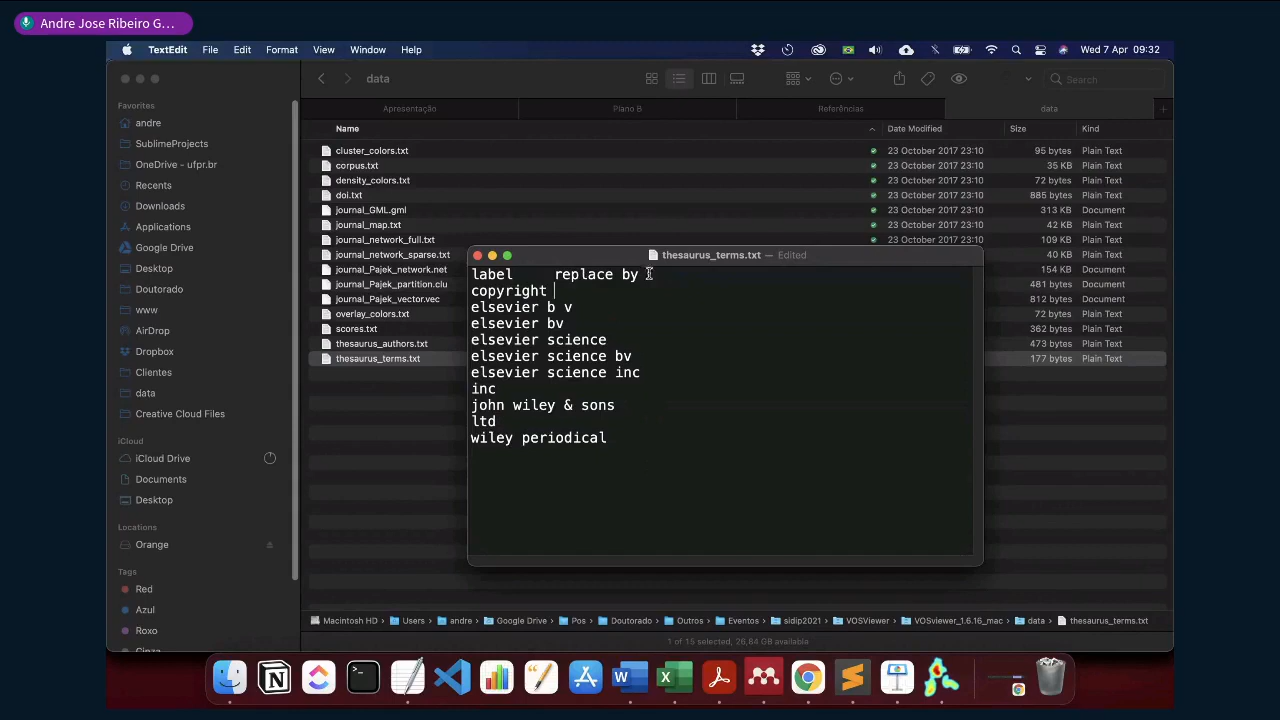 Andre Jose Ribeiro G...
TextEdit File Edit Format View Window Help Wed 7 Apr 09:32
data Search
Apresentação Plano B Referências data
Name Date Modified Size Kind
cluster_colors.txt 23 October 2017 23:10 95 bytes Plain Text
corpus.txt 23 October 2017 23:10 35 KB Plain Text
density_colors.txt 23 October 2017 23:10 72 bytes Plain Text
doi.txt 23 October 2017 23:10 885 bytes Plain Text
journal_GML.gml 23 October 2017 23:10 313 KB Document
journal_map.txt 23 October 2017 23:10 42 KB Plain Text
journal_network_full.txt 23 October 2017 23:10 109 KB Plain Text
journal_network_sparse.txt 46 KB Plain Text
journal_Pajek_network.net 154 KB Document
journal_Pajek_partition.clu 481 bytes Plain Text
journal_Pajek_vector.vec 812 bytes Plain Text
overlay_colors.txt 72 bytes Plain Text
scores.txt 362 bytes Plain Text
thesaurus_authors.txt 473 bytes Plain Text
thesaurus_terms.txt 177 bytes Plain Text
Favorites
andre
SublimeProjects
OneDrive - ufpr.br
Recents
Downloads
Applications
Google Drive
Desktop
Doutorado
www
AirDrop
Dropbox
Clientes
data
Creative Cloud Files
iCloud
iCloud Drive
Documents
Desktop
Locations
Orange
Tags
Red
Azul
Roxo
thesaurus_terms.txt — Edited
label replace by
copyright
elsevier b v
elsevier bv
elsevier science
elsevier science bv
elsevier science inc
inc
john wiley & sons
ltd
wiley periodical
Macintosh HD Users andre Google Drive Pos Doutorado Outros Eventos sidip2021 VOSViewer VOSviewer_1.6.16_mac data thesaurus_terms.txt
1 of 15 selected, 26,84 GB available